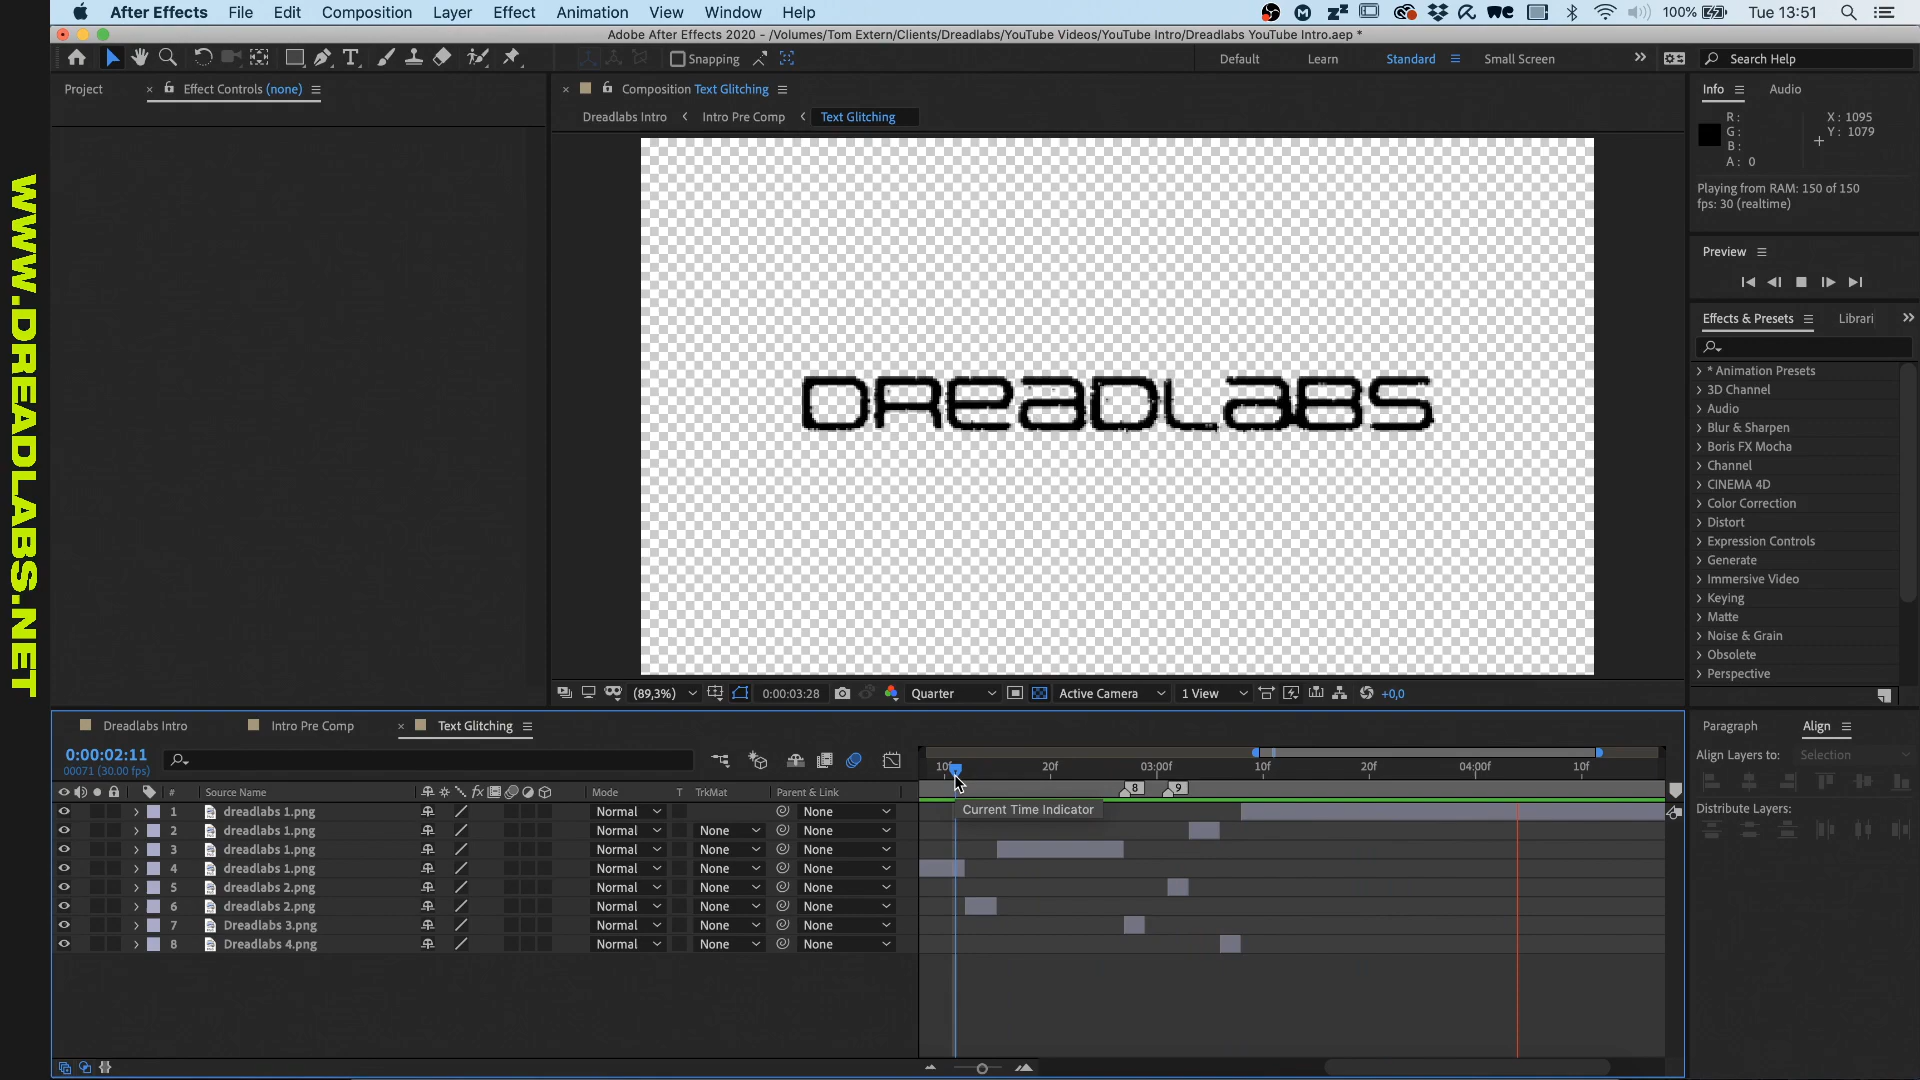 After Effects File Edit Composition Layer Effect Animation View Window Help 100% Tue 13:51
Adobe After Effects 2020 - /Volumes/Tom Extern/Clients/Dreadlabs/YouTube Videos/YouTube Intro/Dreadlabs YouTube Intro.aep *
Snapping Default Learn Standard Small Screen Search Help
Project Effect Controls (none)
Composition Text Glitching
Dreadlabs Intro Intro Pre Comp Text Glitching
WWW.DREADLABS.NET
DREADLABS
Info Audio
R : X : 1095
G : Y : 1079
B :
A : 0
Playing from RAM: 150 of 150
fps: 30 (realtime)
Preview
Effects & Presets Librari
* Animation Presets
3D Channel
Audio
Blur & Sharpen
Boris FX Mocha
Channel
CINEMA 4D
Color Correction
Distort
Expression Controls
Generate
Immersive Video
Keying
Matte
Noise & Grain
Obsolete
Perspective
(89,3%) 0:00:03:28 Quarter Active Camera 1 View +0,0
Dreadlabs Intro Intro Pre Comp Text Glitching
0:00:02:11
00071 (30.00 fps)
10f 20f 03:00f 10f 20f 04:00f 10f
# Source Name fx Mode T TrkMat Parent & Link
8 9
Current Time Indicator
1 dreadlabs 1.png Normal None
2 dreadlabs 1.png Normal None None
3 dreadlabs 1.png Normal None None
4 dreadlabs 1.png Normal None None
5 dreadlabs 2.png Normal None None
6 dreadlabs 2.png Normal None None
7 Dreadlabs 3.png Normal None None
8 Dreadlabs 4.png Normal None None
Paragraph Align
Align Layers to: Selection
Distribute Layers: